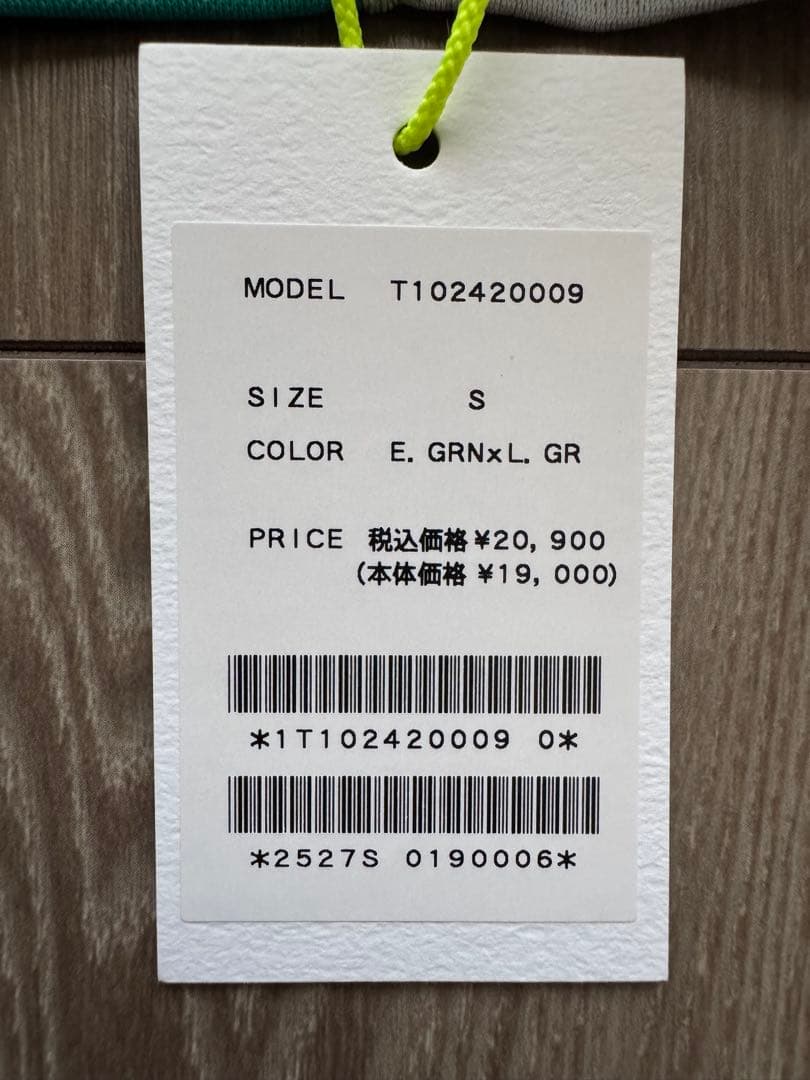 MODEL T102420009
SIZE S
COLOR E. GRN×L. GR
PRICE 税込価格 ¥20, 900
(本体価格 ¥19, 000)
*1T102420009 0*
*2527S 0190006*